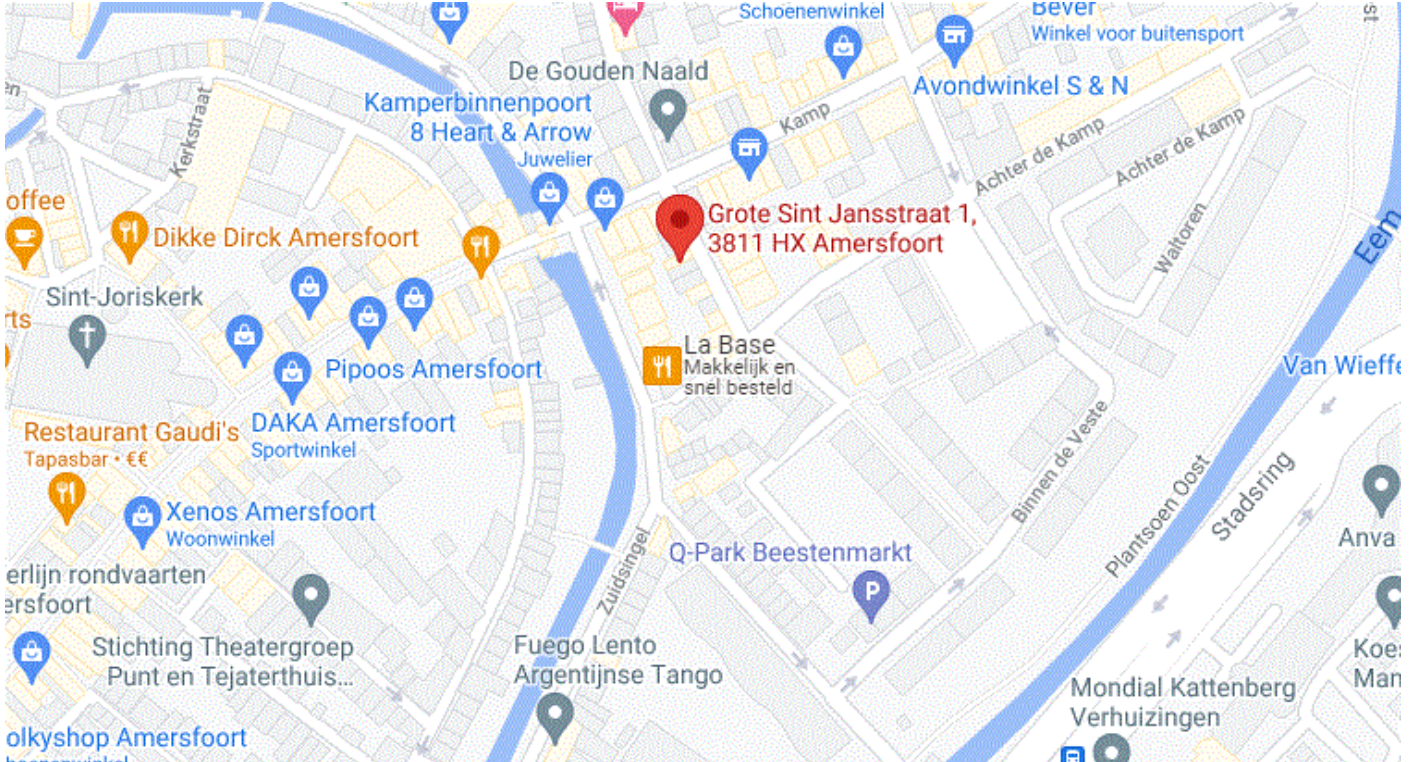 Schoenenwinkel
Bever
Winkel voor buitensport
De Gouden Naald
Avondwinkel S & N
Kamperbinnenpoort
8 Heart & Arrow
Juwelier
Kamp
Kerkstraat
Achter de Kamp
Achter de Kamp
offee
Dikke Dirck Amersfoort
Grote Sint Jansstraat 1,
3811 HX Amersfoort
Waltoren
Eem
Sint-Joriskerk
rts
La Base
Makkelijk en
snel besteld
Pipoos Amersfoort
Van Wieffe
DAKA Amersfoort
Sportwinkel
Restaurant Gaudi's
Tapasbar • €€
Binnen de Veste
Plantsoen Oost
Stadsring
Xenos Amersfoort
Woonwinkel
Q-Park Beestenmarkt
P
Anva
Zuidsingel
erlijn rondvaarten
ersfoort
Stichting Theatergroep
Punt en Tejaterthuis...
Fuego Lento
Argentijnse Tango
Koes
Man
Mondial Kattenberg
Verhuizingen
olkyshop Amersfoort